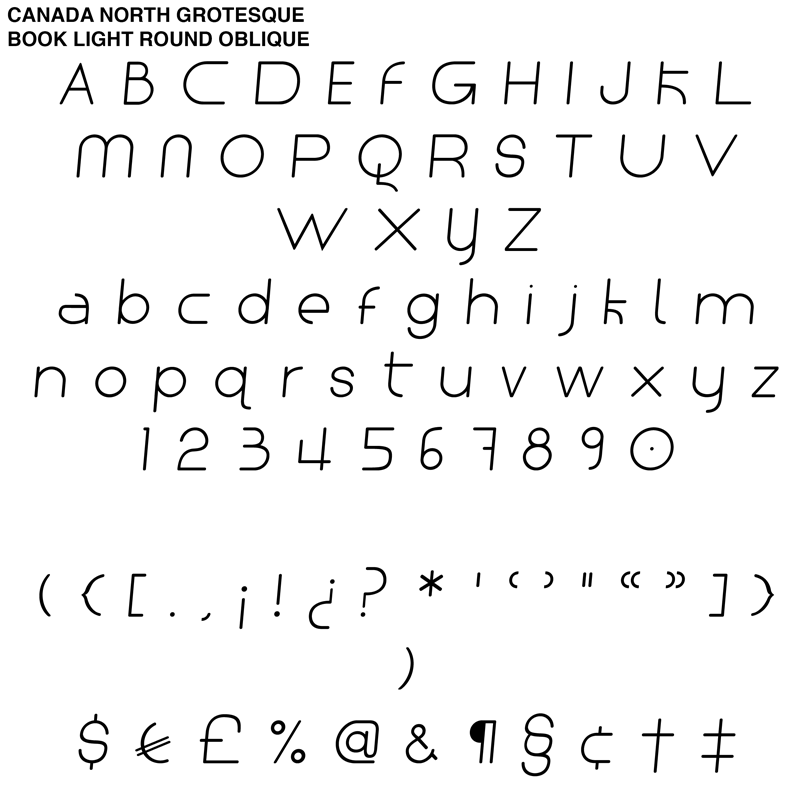 CANADA NORTH GROTESQUE
BOOK LIGHT ROUND OBLIQUE
A B C D E F G H I J K L
M N O P Q R S T U V
W X Y Z
a b c d e f g h i j k l m
n o p q r s t u v w x y z
1 2 3 4 5 6 7 8 9 0
( { [ . , ¡ ! ¿ ? * ' ‘ ’ " “ ” ] }
)
$ € £ % @ & ¶ § ¢ † ‡